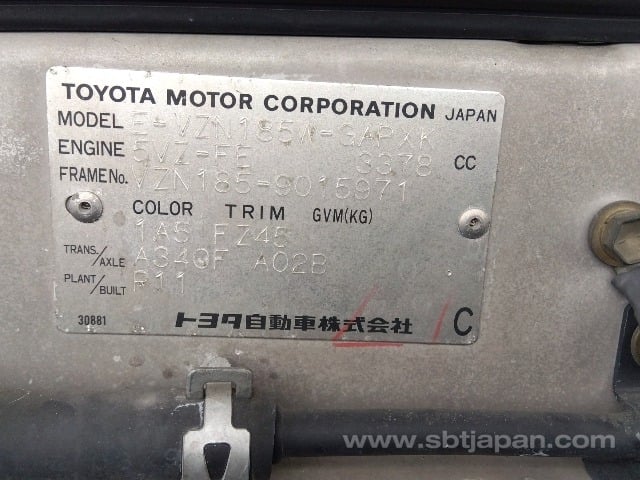 TOYOTA MOTOR CORPORATION JAPAN
MODEL E-VZN185W-GAPXK
ENGINE 5VZ-FE 3378 CC
FRAME No. VZN185-9015971
COLOR TRIM GVM(KG)
1A5 FZ45
TRANS./AXLE A340F A02B
PLANT/BUILT R11
30881 トヨタ自動車株式会社 C
www.sbtjapan.com